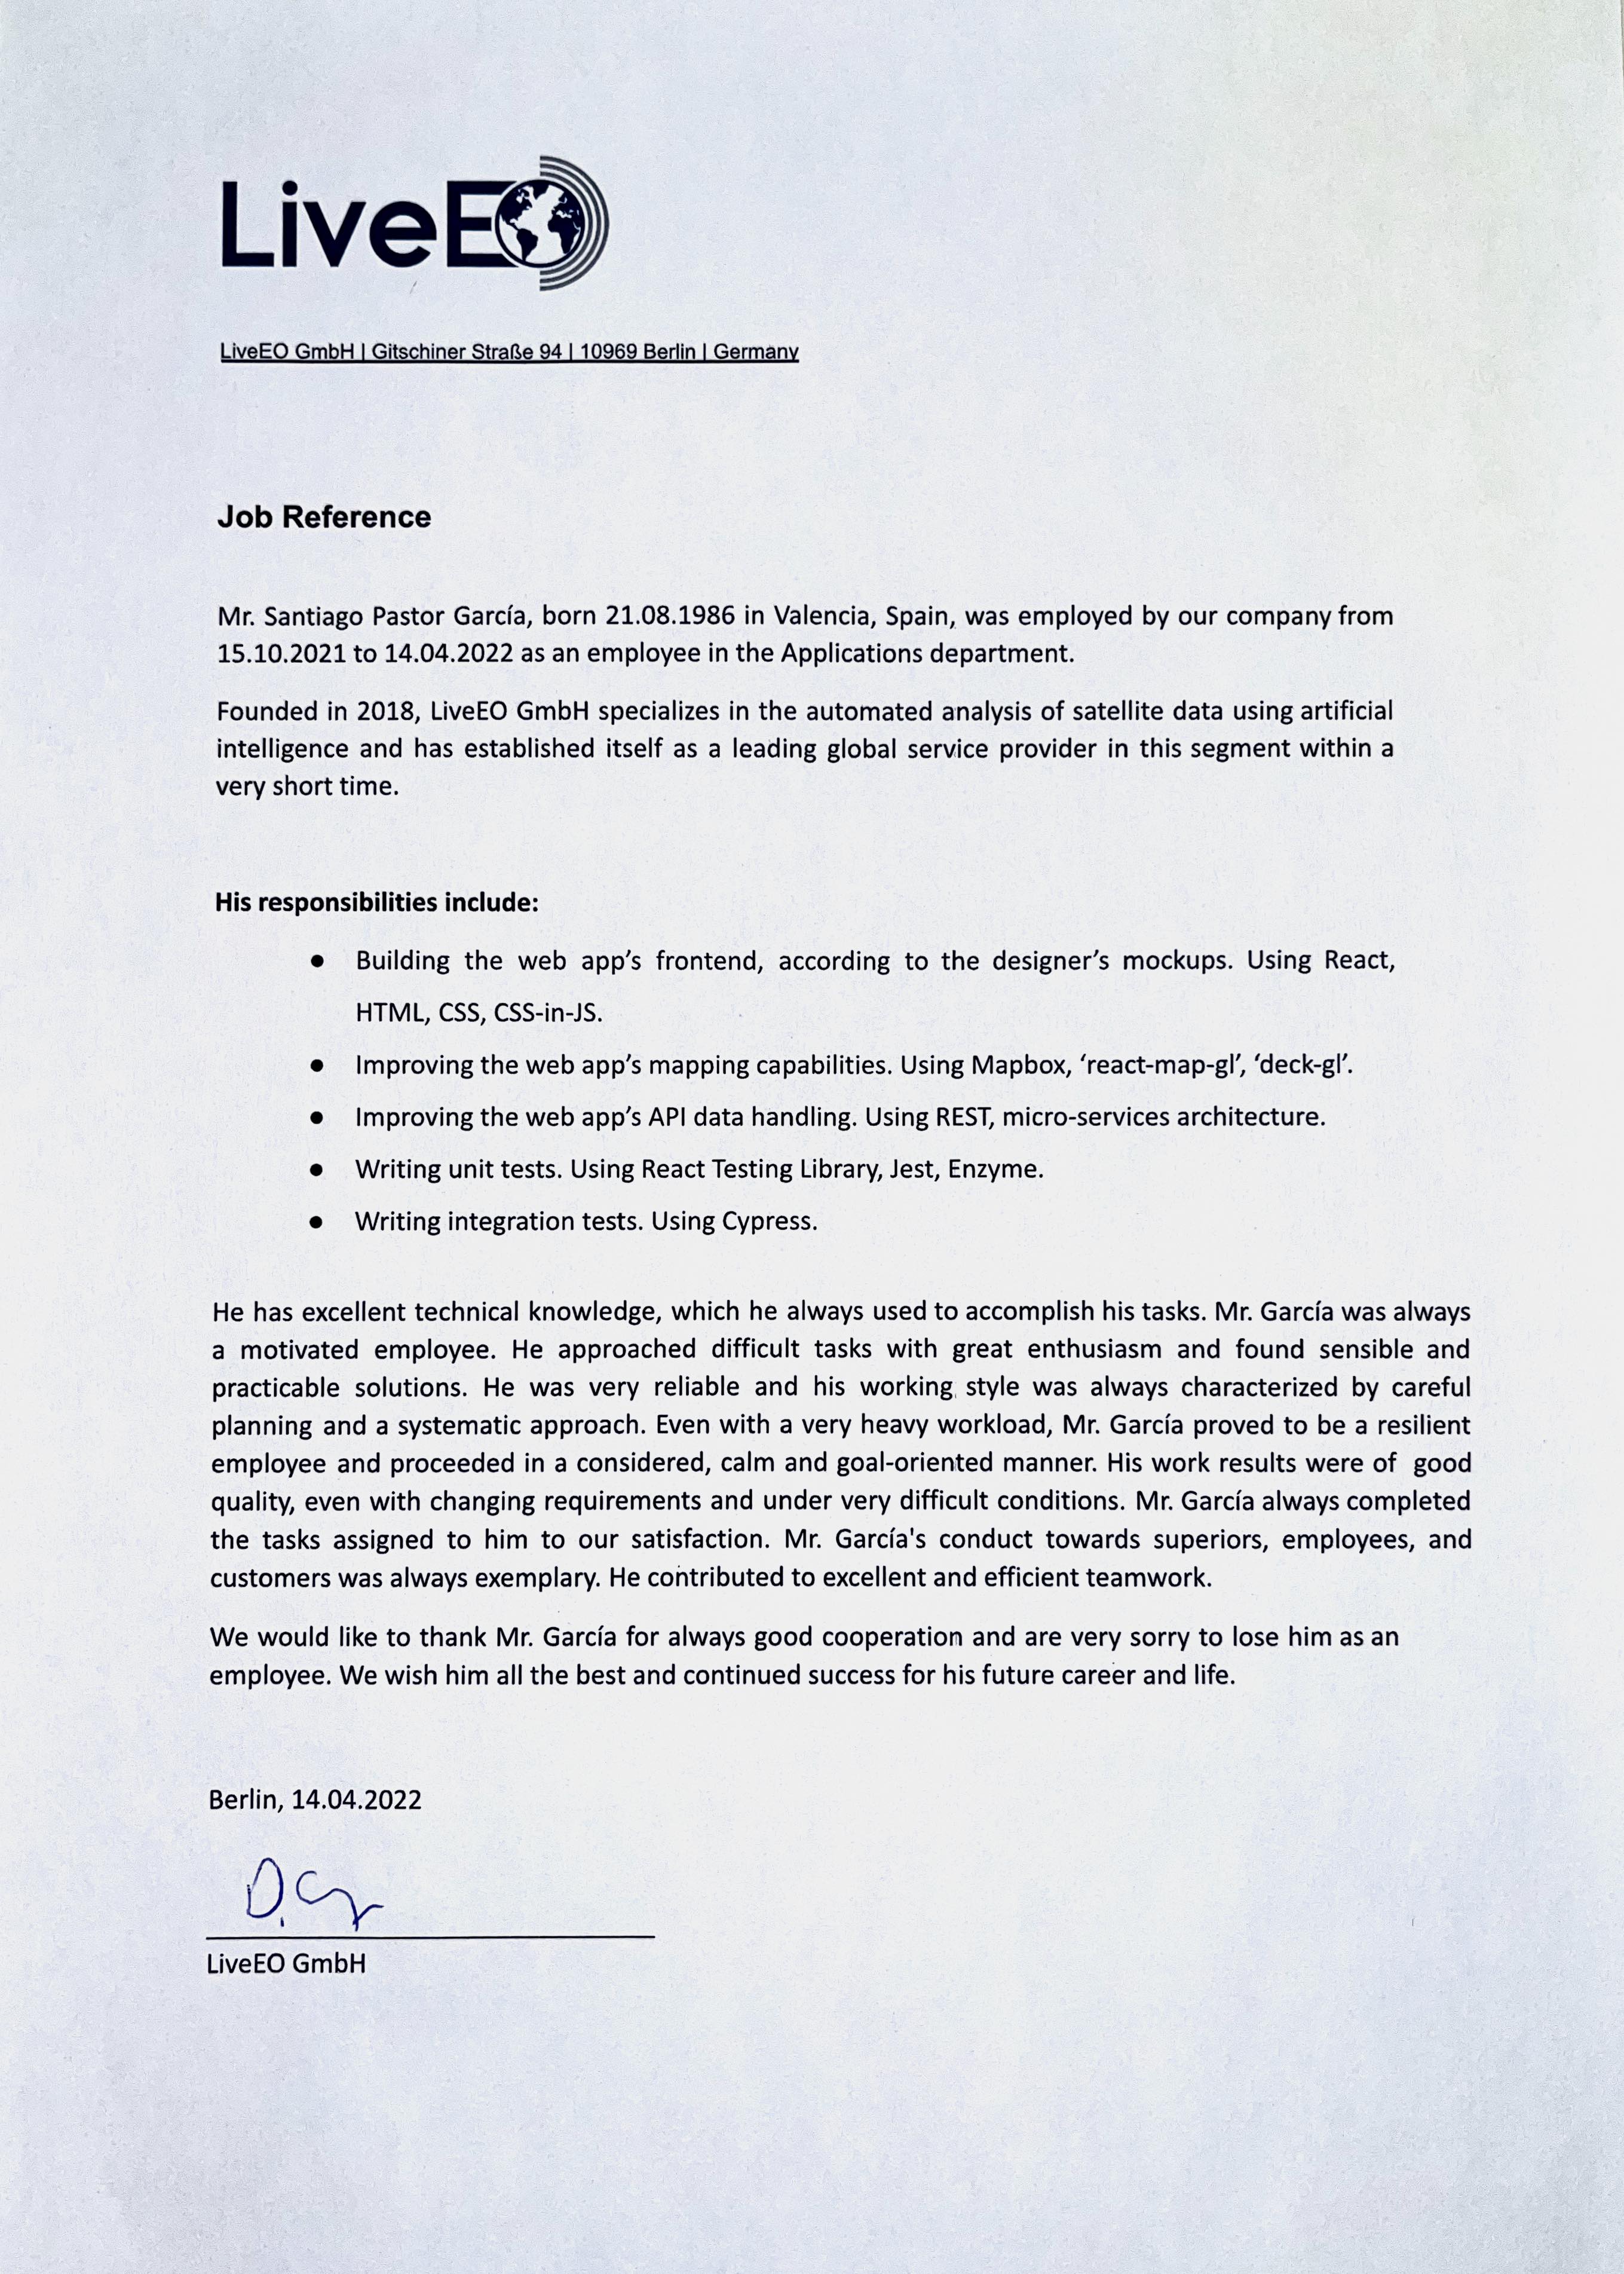 LiveEO
LiveEO GmbH | Gitschiner Straße 94 | 10969 Berlin | Germany
Job Reference
Mr. Santiago Pastor García, born 21.08.1986 in Valencia, Spain, was employed by our company from
15.10.2021 to 14.04.2022 as an employee in the Applications department.
Founded in 2018, LiveEO GmbH specializes in the automated analysis of satellite data using artificial
intelligence and has established itself as a leading global service provider in this segment within a
very short time.
His responsibilities include:
● Building the web app’s frontend, according to the designer’s mockups. Using React,
HTML, CSS, CSS-in-JS.
● Improving the web app’s mapping capabilities. Using Mapbox, ‘react-map-gl’, ‘deck-gl’.
● Improving the web app’s API data handling. Using REST, micro-services architecture.
● Writing unit tests. Using React Testing Library, Jest, Enzyme.
● Writing integration tests. Using Cypress.
He has excellent technical knowledge, which he always used to accomplish his tasks. Mr. García was always
a motivated employee. He approached difficult tasks with great enthusiasm and found sensible and
practicable solutions. He was very reliable and his working style was always characterized by careful
planning and a systematic approach. Even with a very heavy workload, Mr. García proved to be a resilient
employee and proceeded in a considered, calm and goal-oriented manner. His work results were of good
quality, even with changing requirements and under very difficult conditions. Mr. García always completed
the tasks assigned to him to our satisfaction. Mr. García's conduct towards superiors, employees, and
customers was always exemplary. He contributed to excellent and efficient teamwork.
We would like to thank Mr. García for always good cooperation and are very sorry to lose him as an
employee. We wish him all the best and continued success for his future career and life.
Berlin, 14.04.2022
LiveEO GmbH